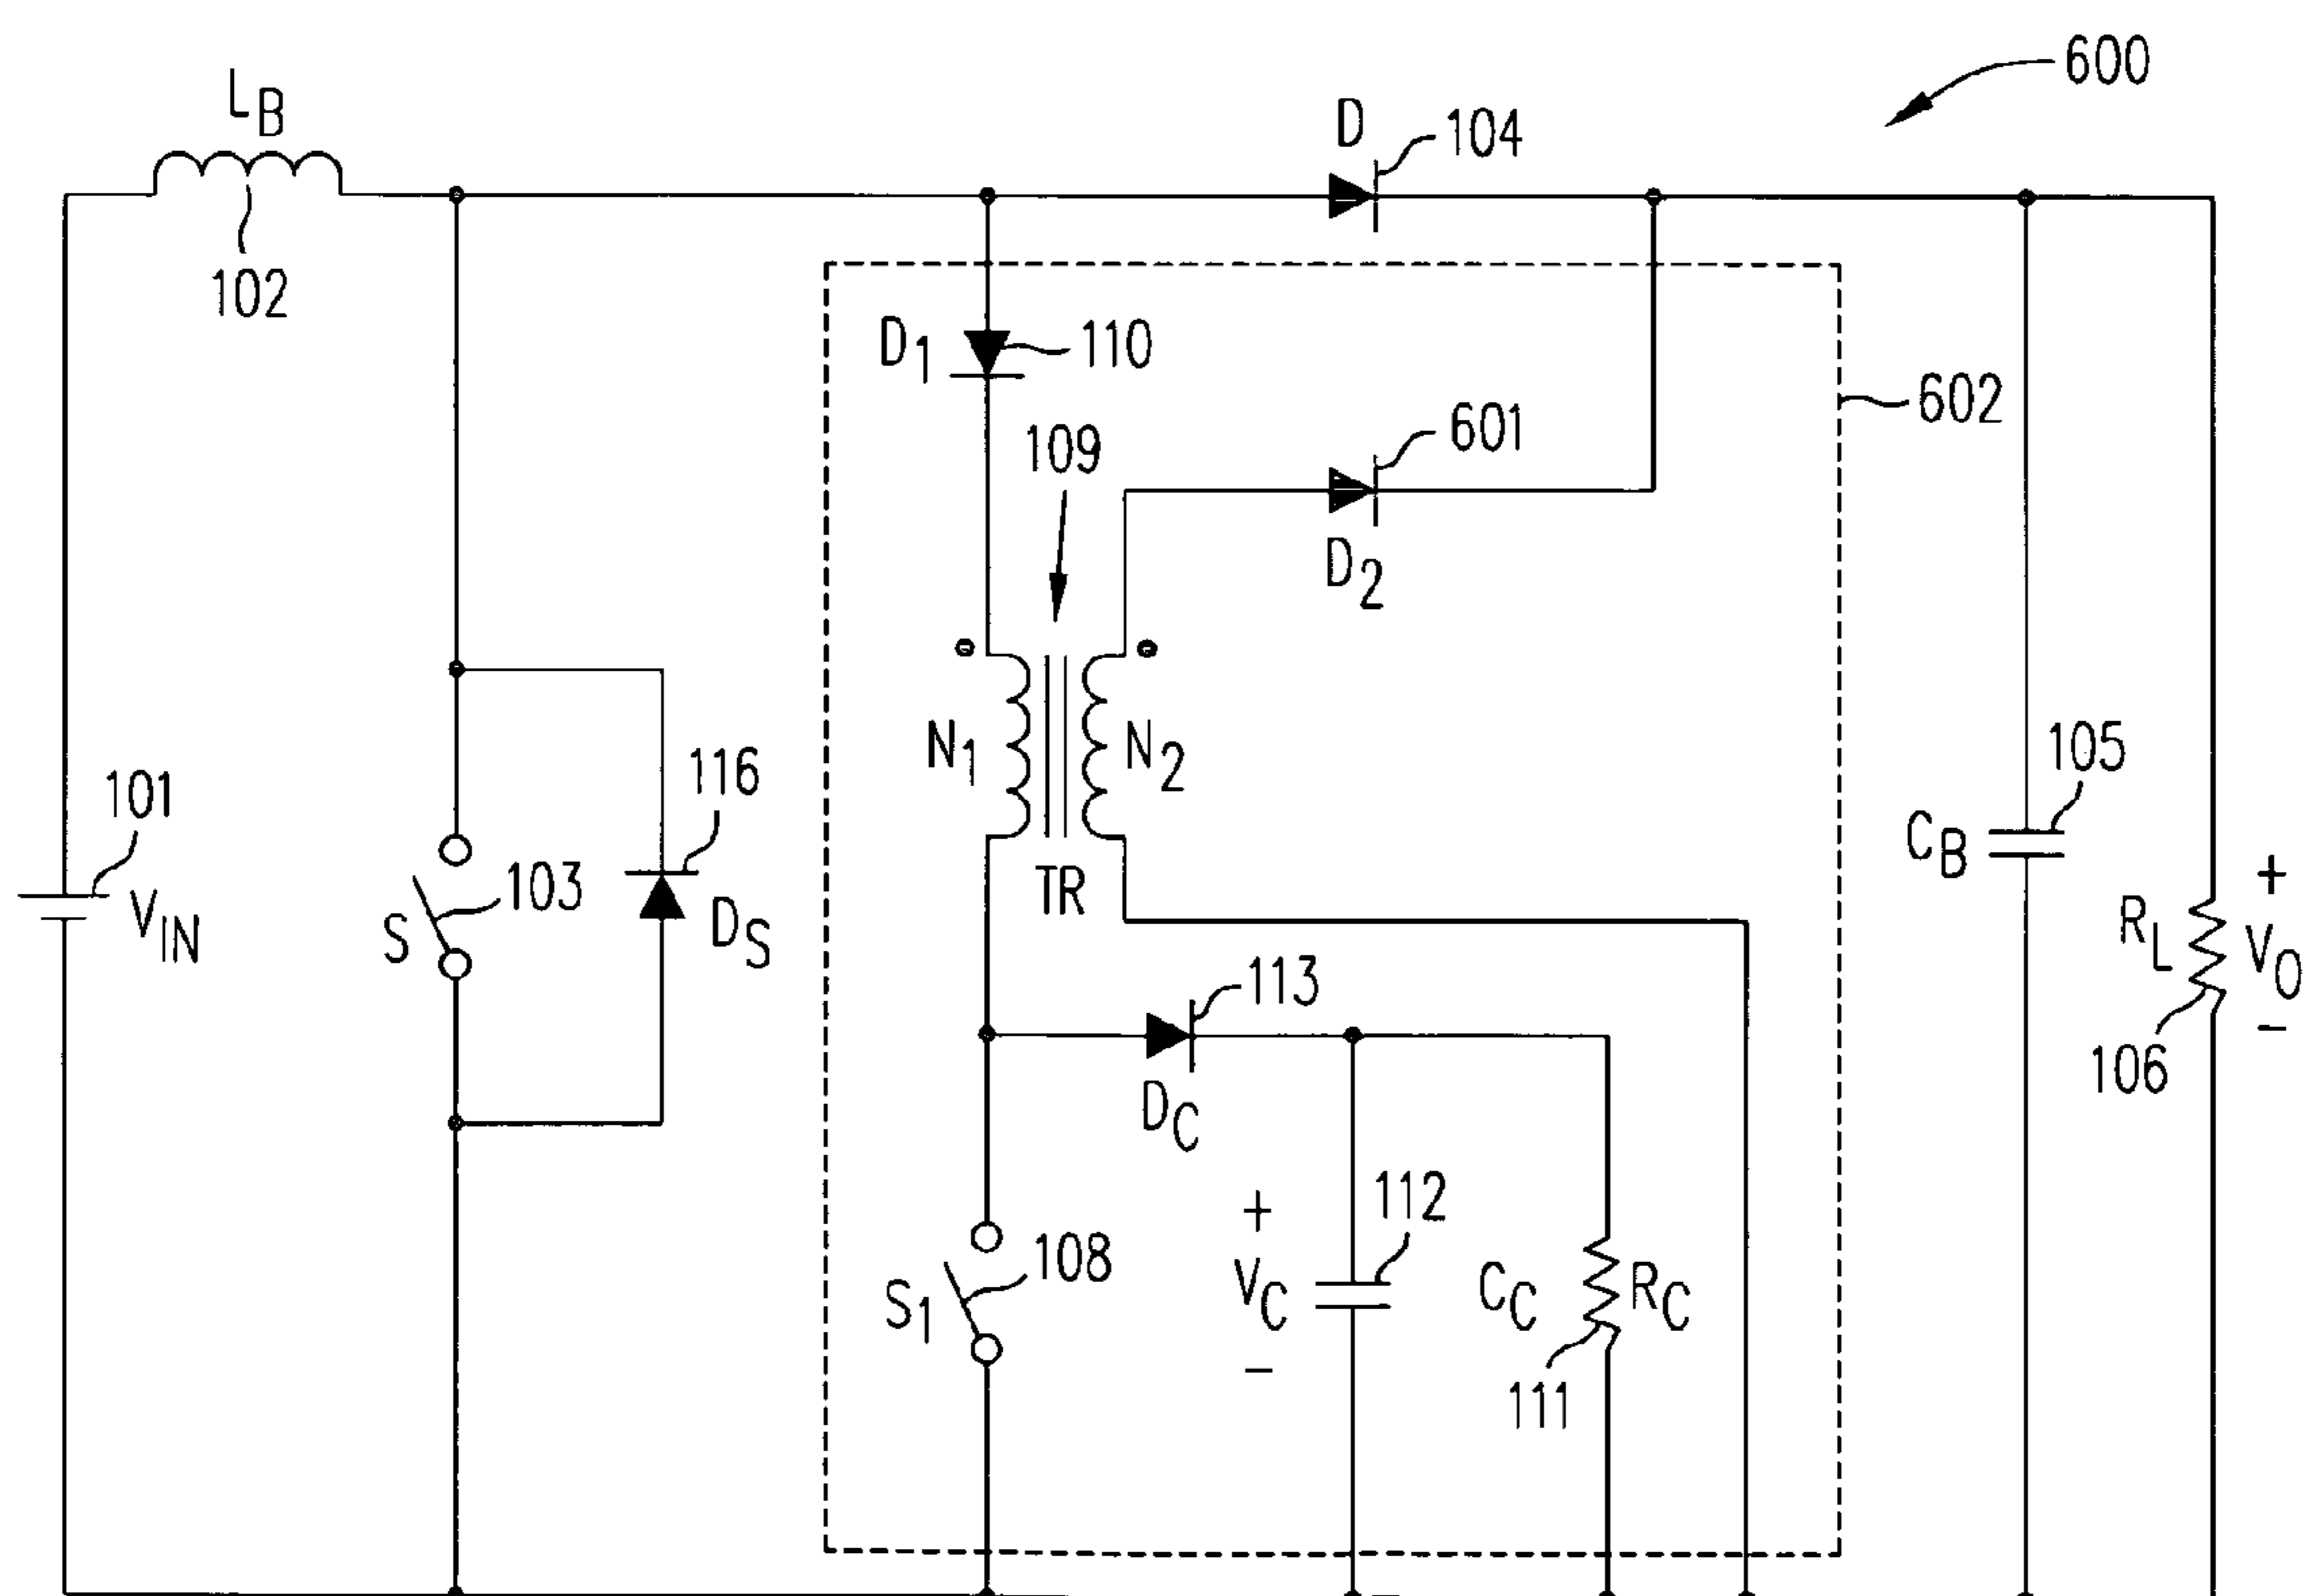 600
L_B
D
104
102
D_1
110
602
601
109
D_2
N_1
N_2
105
116
101
103
C_B
+
V_IN
S
D_S
TR
R_L
V_O
113
-
106
D_C
112
+
108
V_C
C_C
R_C
S_1
-
111